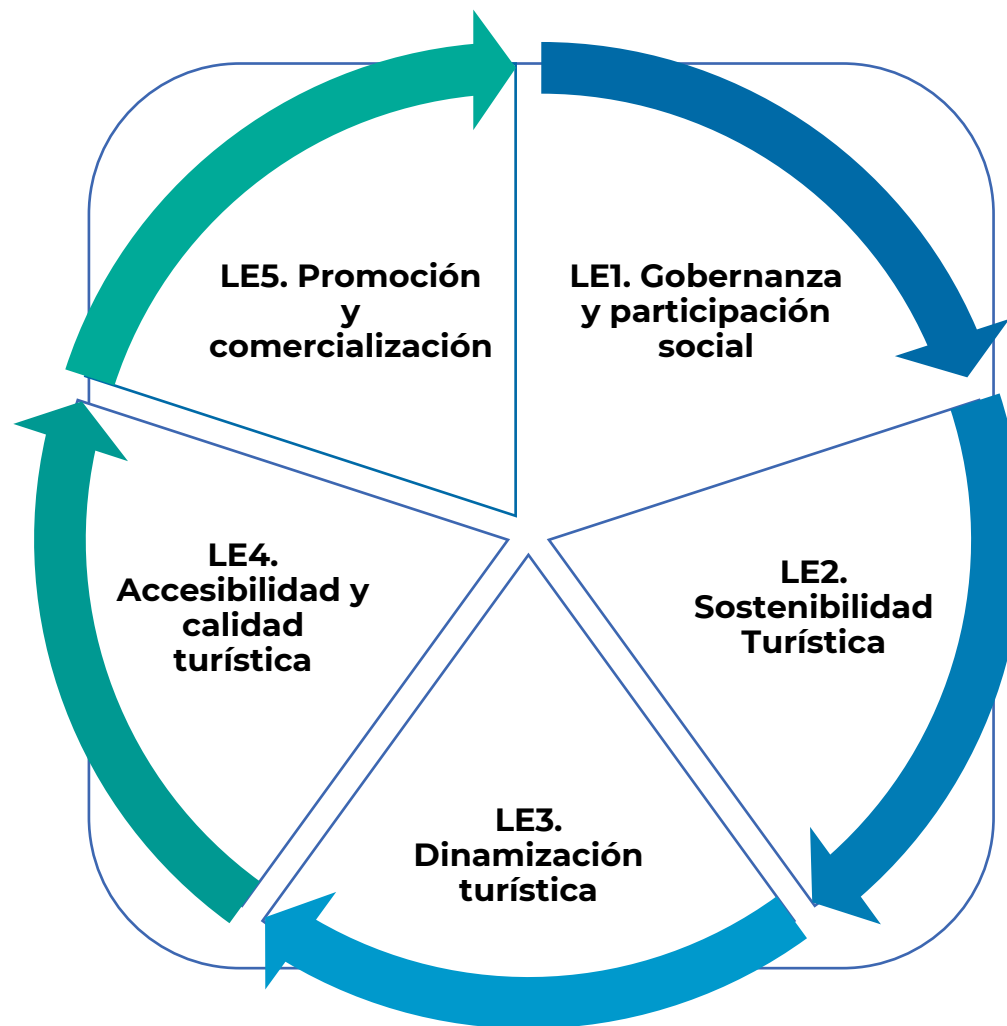 LE1. Gobernanza
y participación
social
LE2.
Sostenibilidad
Turística
LE3.
Dinamización
turística
LE4.
Accesibilidad y
calidad
turística
LE5. Promoción
y
comercialización